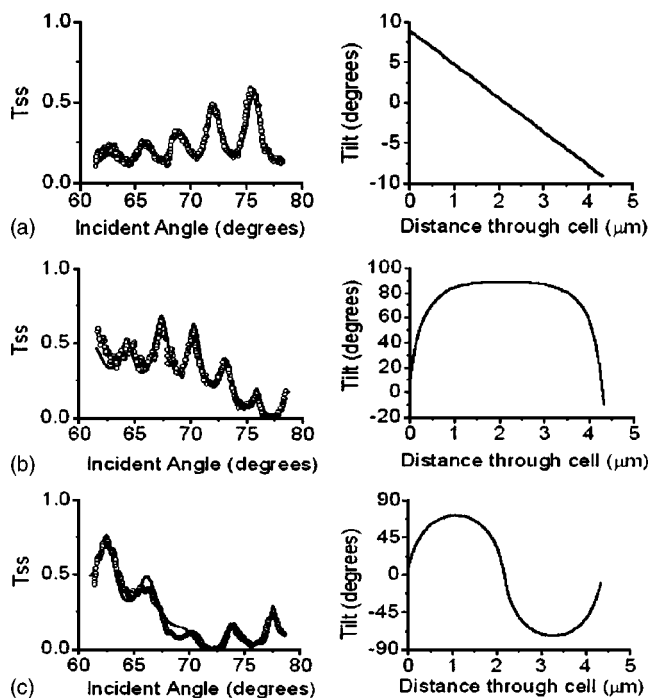 1.0
0.5
0.0
Tss
60 65 70 75 80
Incident Angle (degrees)
10
5
0
-5
-10
Tilt (degrees)
0 1 2 3 4 5
Distance through cell (μm)
(a)
1.0
0.5
0.0
Tss
60 65 70 75 80
Incident Angle (degrees)
100
80
60
40
20
0
-20
Tilt (degrees)
0 1 2 3 4 5
Distance through cell (μm)
(b)
1.0
0.5
0.0
Tss
60 65 70 75 80
Incident Angle (degrees)
90
45
0
-45
-90
Tilt (degrees)
0 1 2 3 4 5
Distance through cell (μm)
(c)